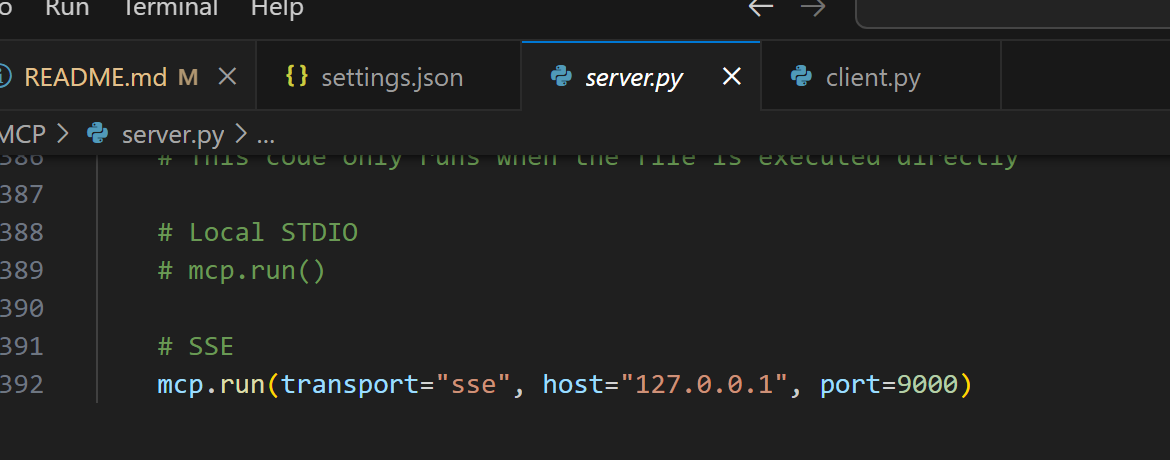 Run Terminal Help
README.md M
settings.json
server.py
client.py
MCP > server.py > ...
386 # This code only runs when the file is executed directly
387
388 # Local STDIO
389 # mcp.run()
390
391 # SSE
392 mcp.run(transport="sse", host="127.0.0.1", port=9000)